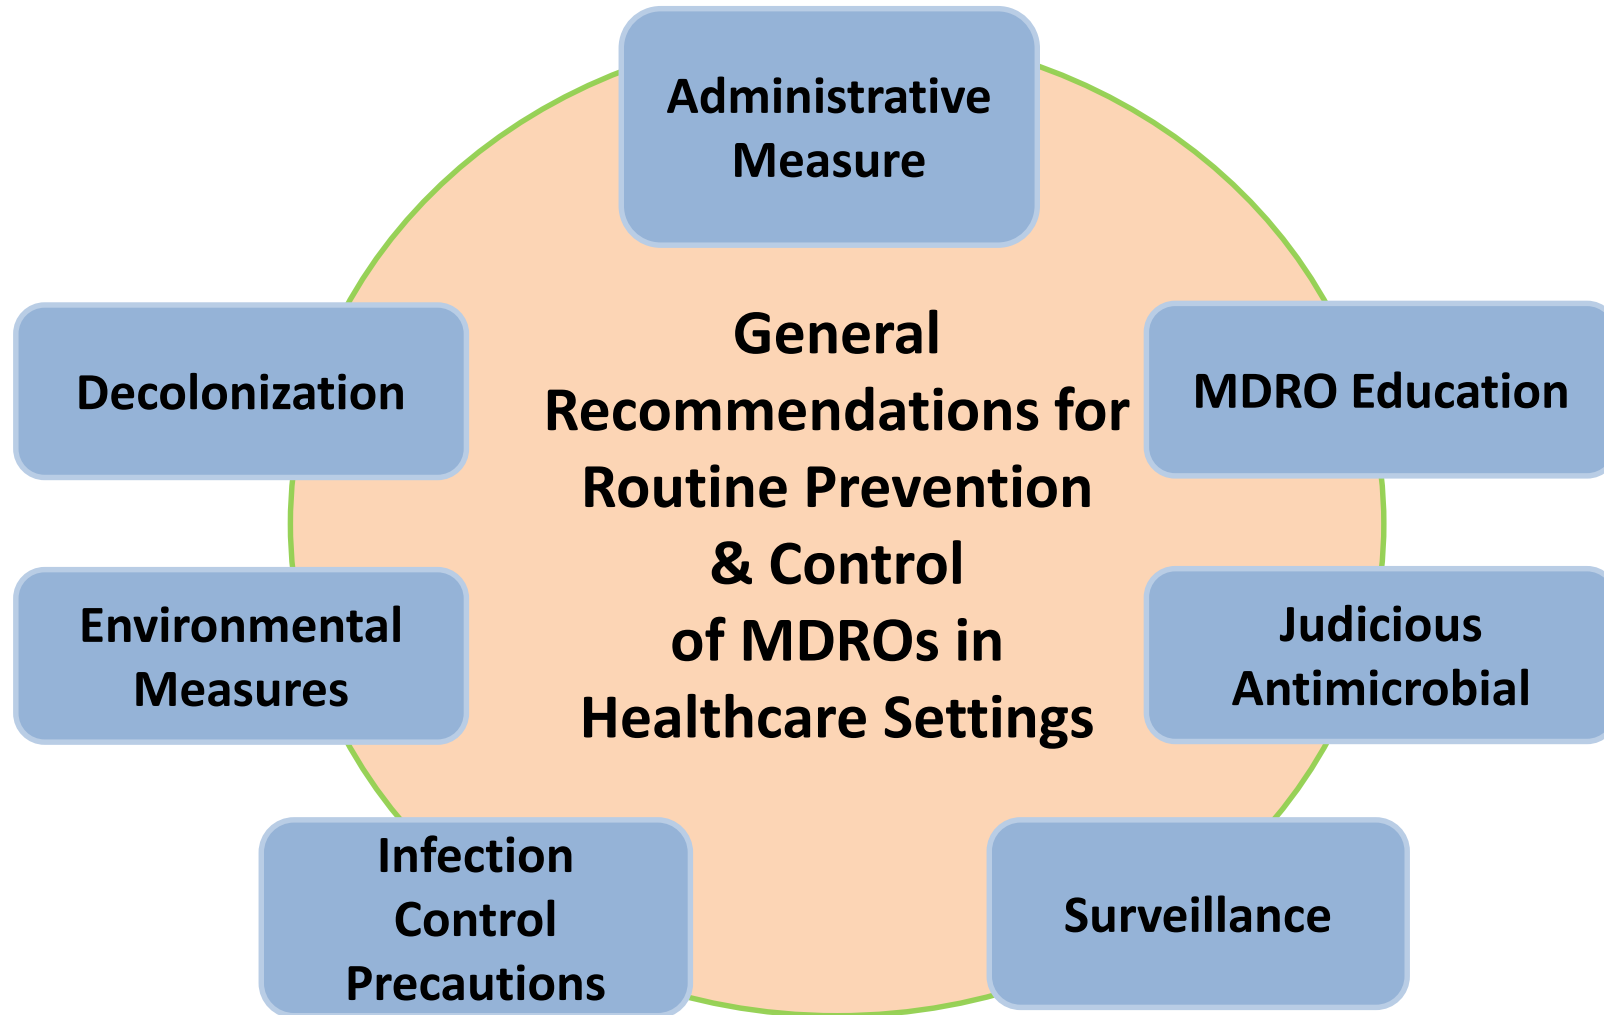 Administrative
Measure
General
Recommendations for
Routine Prevention
& Control
of MDROs in
Healthcare Settings
MDRO Education
Judicious
Antimicrobial
Surveillance
Infection
Control
Precautions
Environmental
Measures
Decolonization